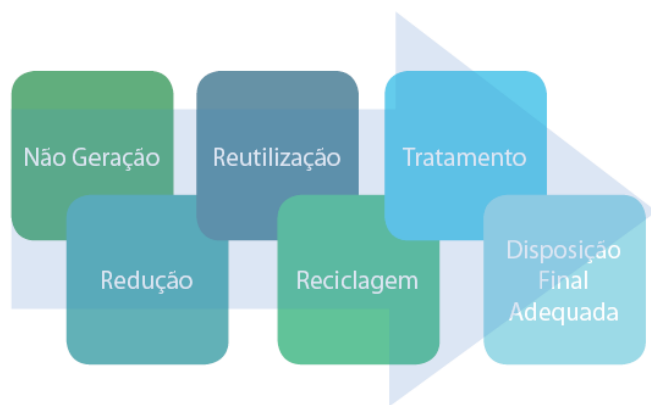 Não Geração
Redução
Reutilização
Reciclagem
Tratamento
Disposição
Final
Adequada